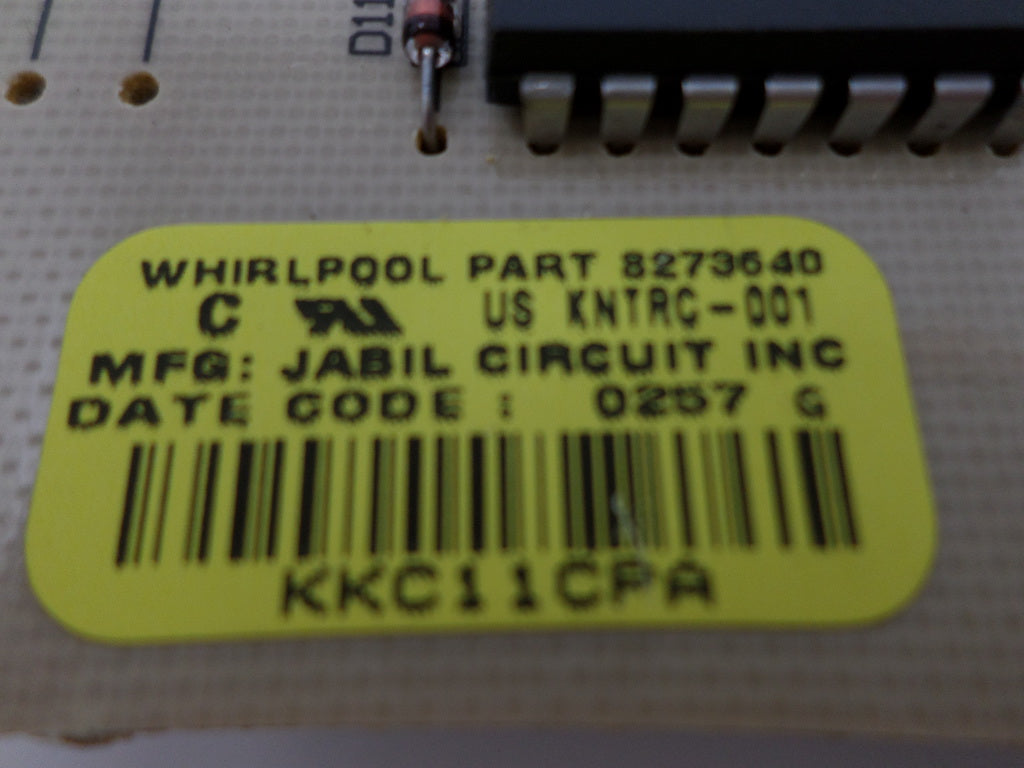 D11
WHIRLPOOL PART 8273640
C US KNTRC-001
MFG: JABIL CIRCUIT INC
DATE CODE : 0257 G
KKC11CPA